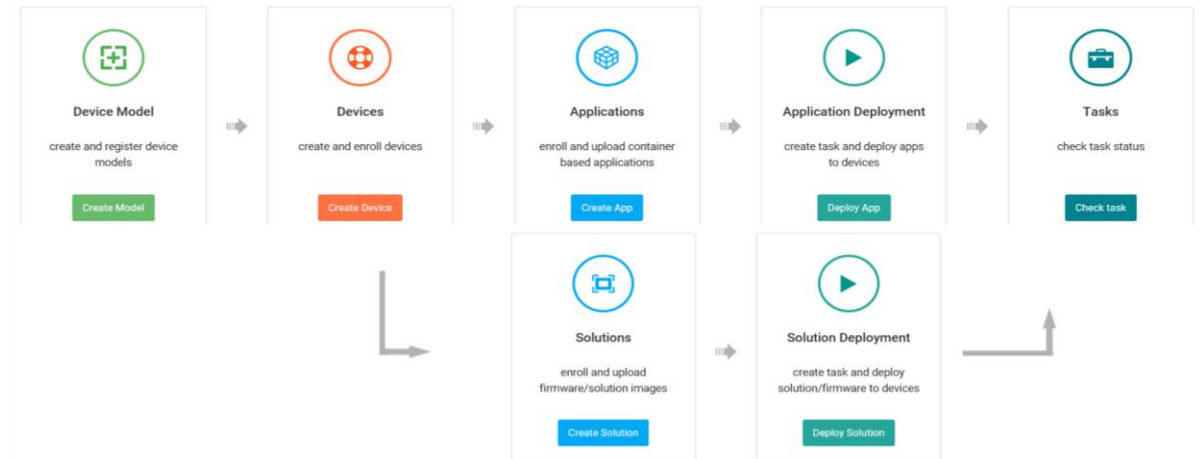 Device Model
create and register device
models
Create Model
Devices
create and enroll devices
Create Device
Applications
enroll and upload container
based applications
Create App
Application Deployment
create task and deploy apps
to devices
Deploy App
Tasks
check task status
Check task
Solutions
enroll and upload
firmware/solution images
Create Solution
Solution Deployment
create task and deploy
solution/firmware to devices
Deploy Solution